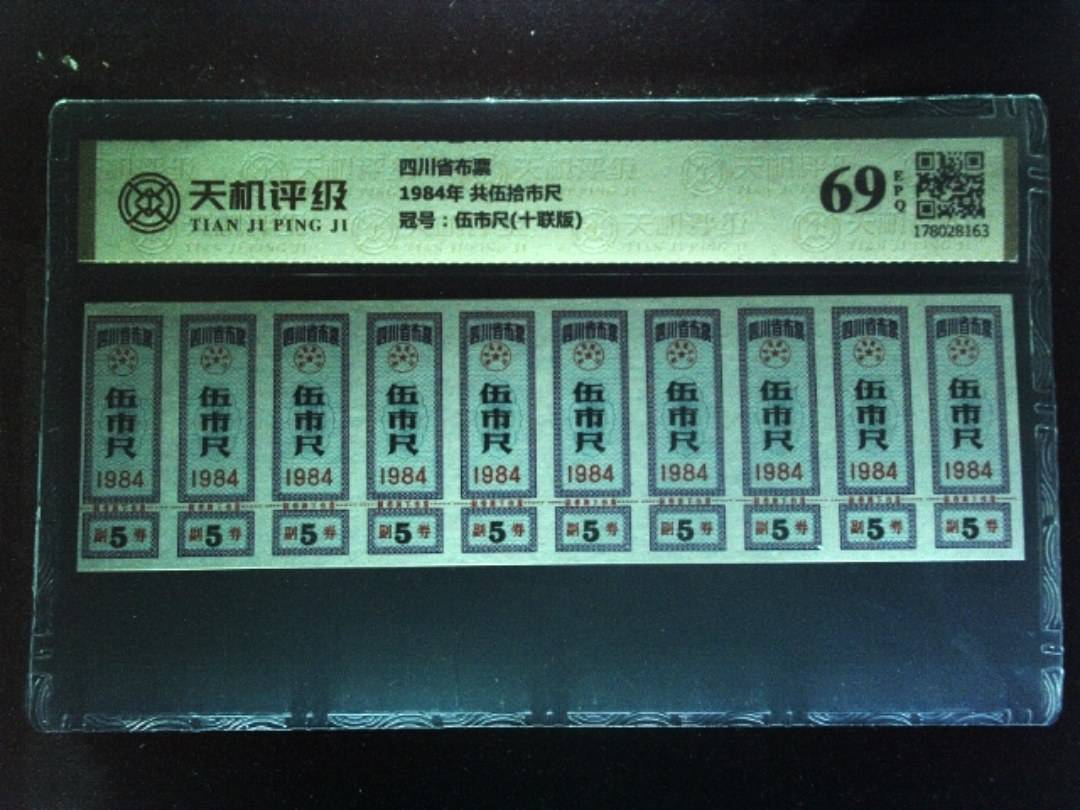 天机评级
TIAN JI PING JI
四川省布票
1984年 共伍拾市尺
冠号：伍市尺(十联版)
69
EPQ
178028163
四川省布票 四川省布票 四川省布票 四川省布票 四川省布票 四川省布票 四川省布票 四川省布票 四川省布票 四川省布票
伍市尺 伍市尺 伍市尺 伍市尺 伍市尺 伍市尺 伍市尺 伍市尺 伍市尺 伍市尺
1984 1984 1984 1984 1984 1984 1984 1984 1984 1984
副5券 副5券 副5券 副5券 副5券 副5券 副5券 副5券 副5券 副5券